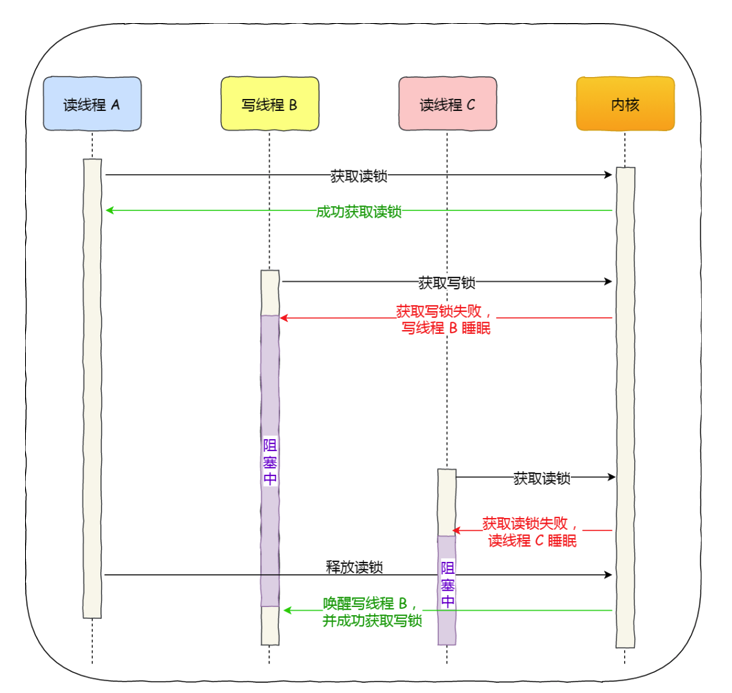 读线程 A
写线程 B
读线程 C
内核
获取读锁
成功获取读锁
获取写锁
获取写锁失败，
写线程 B 睡眠
阻塞中
获取读锁
获取读锁失败，
读线程 C 睡眠
释放读锁
阻塞中
唤醒写线程 B，
并成功获取写锁